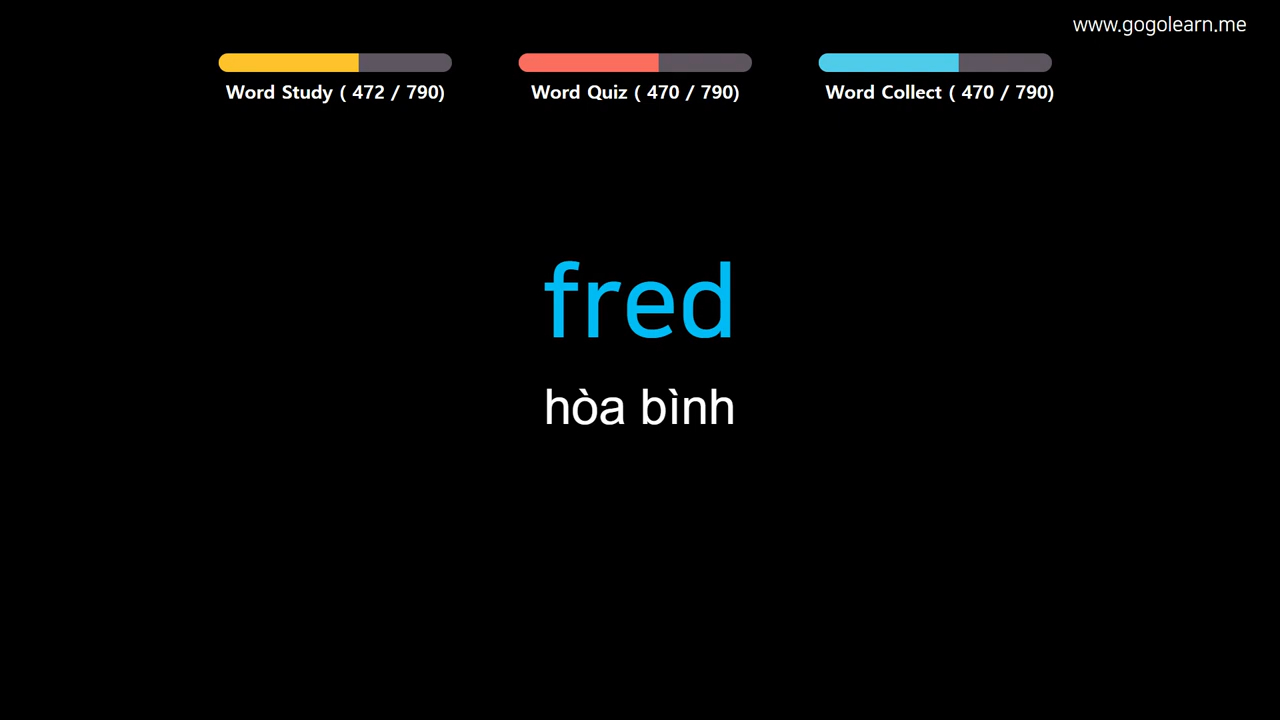 www.gogolearn.me
Word Study ( 472 / 790)
Word Quiz ( 470 / 790)
Word Collect ( 470 / 790)
fred
hòa bình